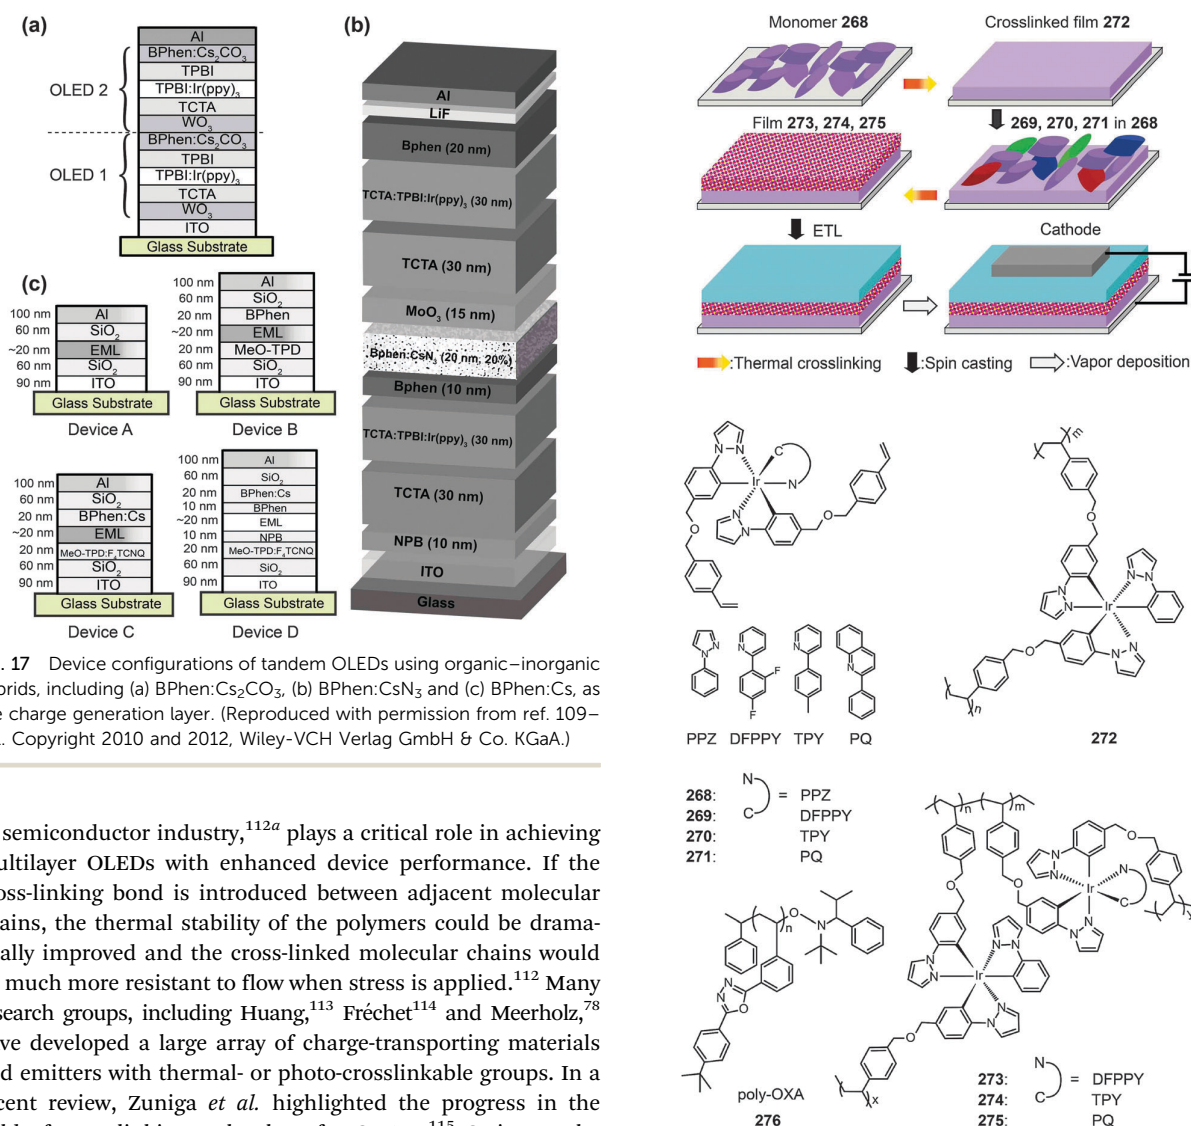 (a)
Al
BPhen:Cs2CO3
TPBI
TPBI:Ir(ppy)3
TCTA
WO3
BPhen:Cs2CO3
TPBI
TPBI:Ir(ppy)3
TCTA
WO3
ITO
Glass Substrate
OLED 2
OLED 1
(b)
Al
LiF
Bphen (20 nm)
TCTA:TPBI:Ir(ppy)3 (30 nm)
TCTA (30 nm)
MoO3 (15 nm)
Bphen:CsN3 (20 nm, 20%)
Bphen (10 nm)
TCTA:TPBI:Ir(ppy)3 (30 nm)
TCTA (30 nm)
NPB (10 nm)
ITO
Glass
(c)
100 nm Al
60 nm SiO2
~20 nm EML
60 nm SiO2
90 nm ITO
Glass Substrate
Device A
100 nm Al
60 nm SiO2
20 nm BPhen
~20 nm EML
20 nm MeO-TPD
60 nm SiO2
90 nm ITO
Glass Substrate
Device B
100 nm Al
60 nm SiO2
20 nm BPhen:Cs
~20 nm EML
20 nm MeO-TPD:F4TCNQ
60 nm SiO2
90 nm ITO
Glass Substrate
Device C
100 nm Al
60 nm SiO2
20 nm BPhen:Cs
10 nm BPhen
~20 nm EML
10 nm NPB
20 nm MeO-TPD:F4TCNQ
60 nm SiO2
90 nm ITO
Glass Substrate
Device D
. 17 Device configurations of tandem OLEDs using organic–inorganic
brids, including (a) BPhen:Cs2CO3, (b) BPhen:CsN3 and (c) BPhen:Cs, as
e charge generation layer. (Reproduced with permission from ref. 109–
. Copyright 2010 and 2012, Wiley-VCH Verlag GmbH & Co. KGaA.)
semiconductor industry,112a plays a critical role in achieving
ultilayer OLEDs with enhanced device performance. If the
oss-linking bond is introduced between adjacent molecular
ains, the thermal stability of the polymers could be drama-
ally improved and the cross-linked molecular chains would
much more resistant to flow when stress is applied.112 Many
search groups, including Huang,113 Fréchet114 and Meerholz,78
ve developed a large array of charge-transporting materials
d emitters with thermal- or photo-crosslinkable groups. In a
cent review, Zuniga et al. highlighted the progress in the
Monomer 268
Crosslinked film 272
Film 273, 274, 275
269, 270, 271 in 268
ETL
Cathode
:Thermal crosslinking :Spin casting :Vapor deposition
N
N
C
N
Ir
O
N
N
O
PPZ DFPPY TPY PQ
N
N
N
F
F
N
N
m
O
N
N
Ir
N
N
O
N
N
n
272
N
C
=
268: PPZ
269: DFPPY
270: TPY
271: PQ
n
O
N
N
N
O
poly-OXA
276
n
m
O
O
O
N
N
N
C
Ir
N
N
N
N
x
N
N
Ir
N
N
N
N
O
x
N
C
=
273: DFPPY
274: TPY
275: PQ